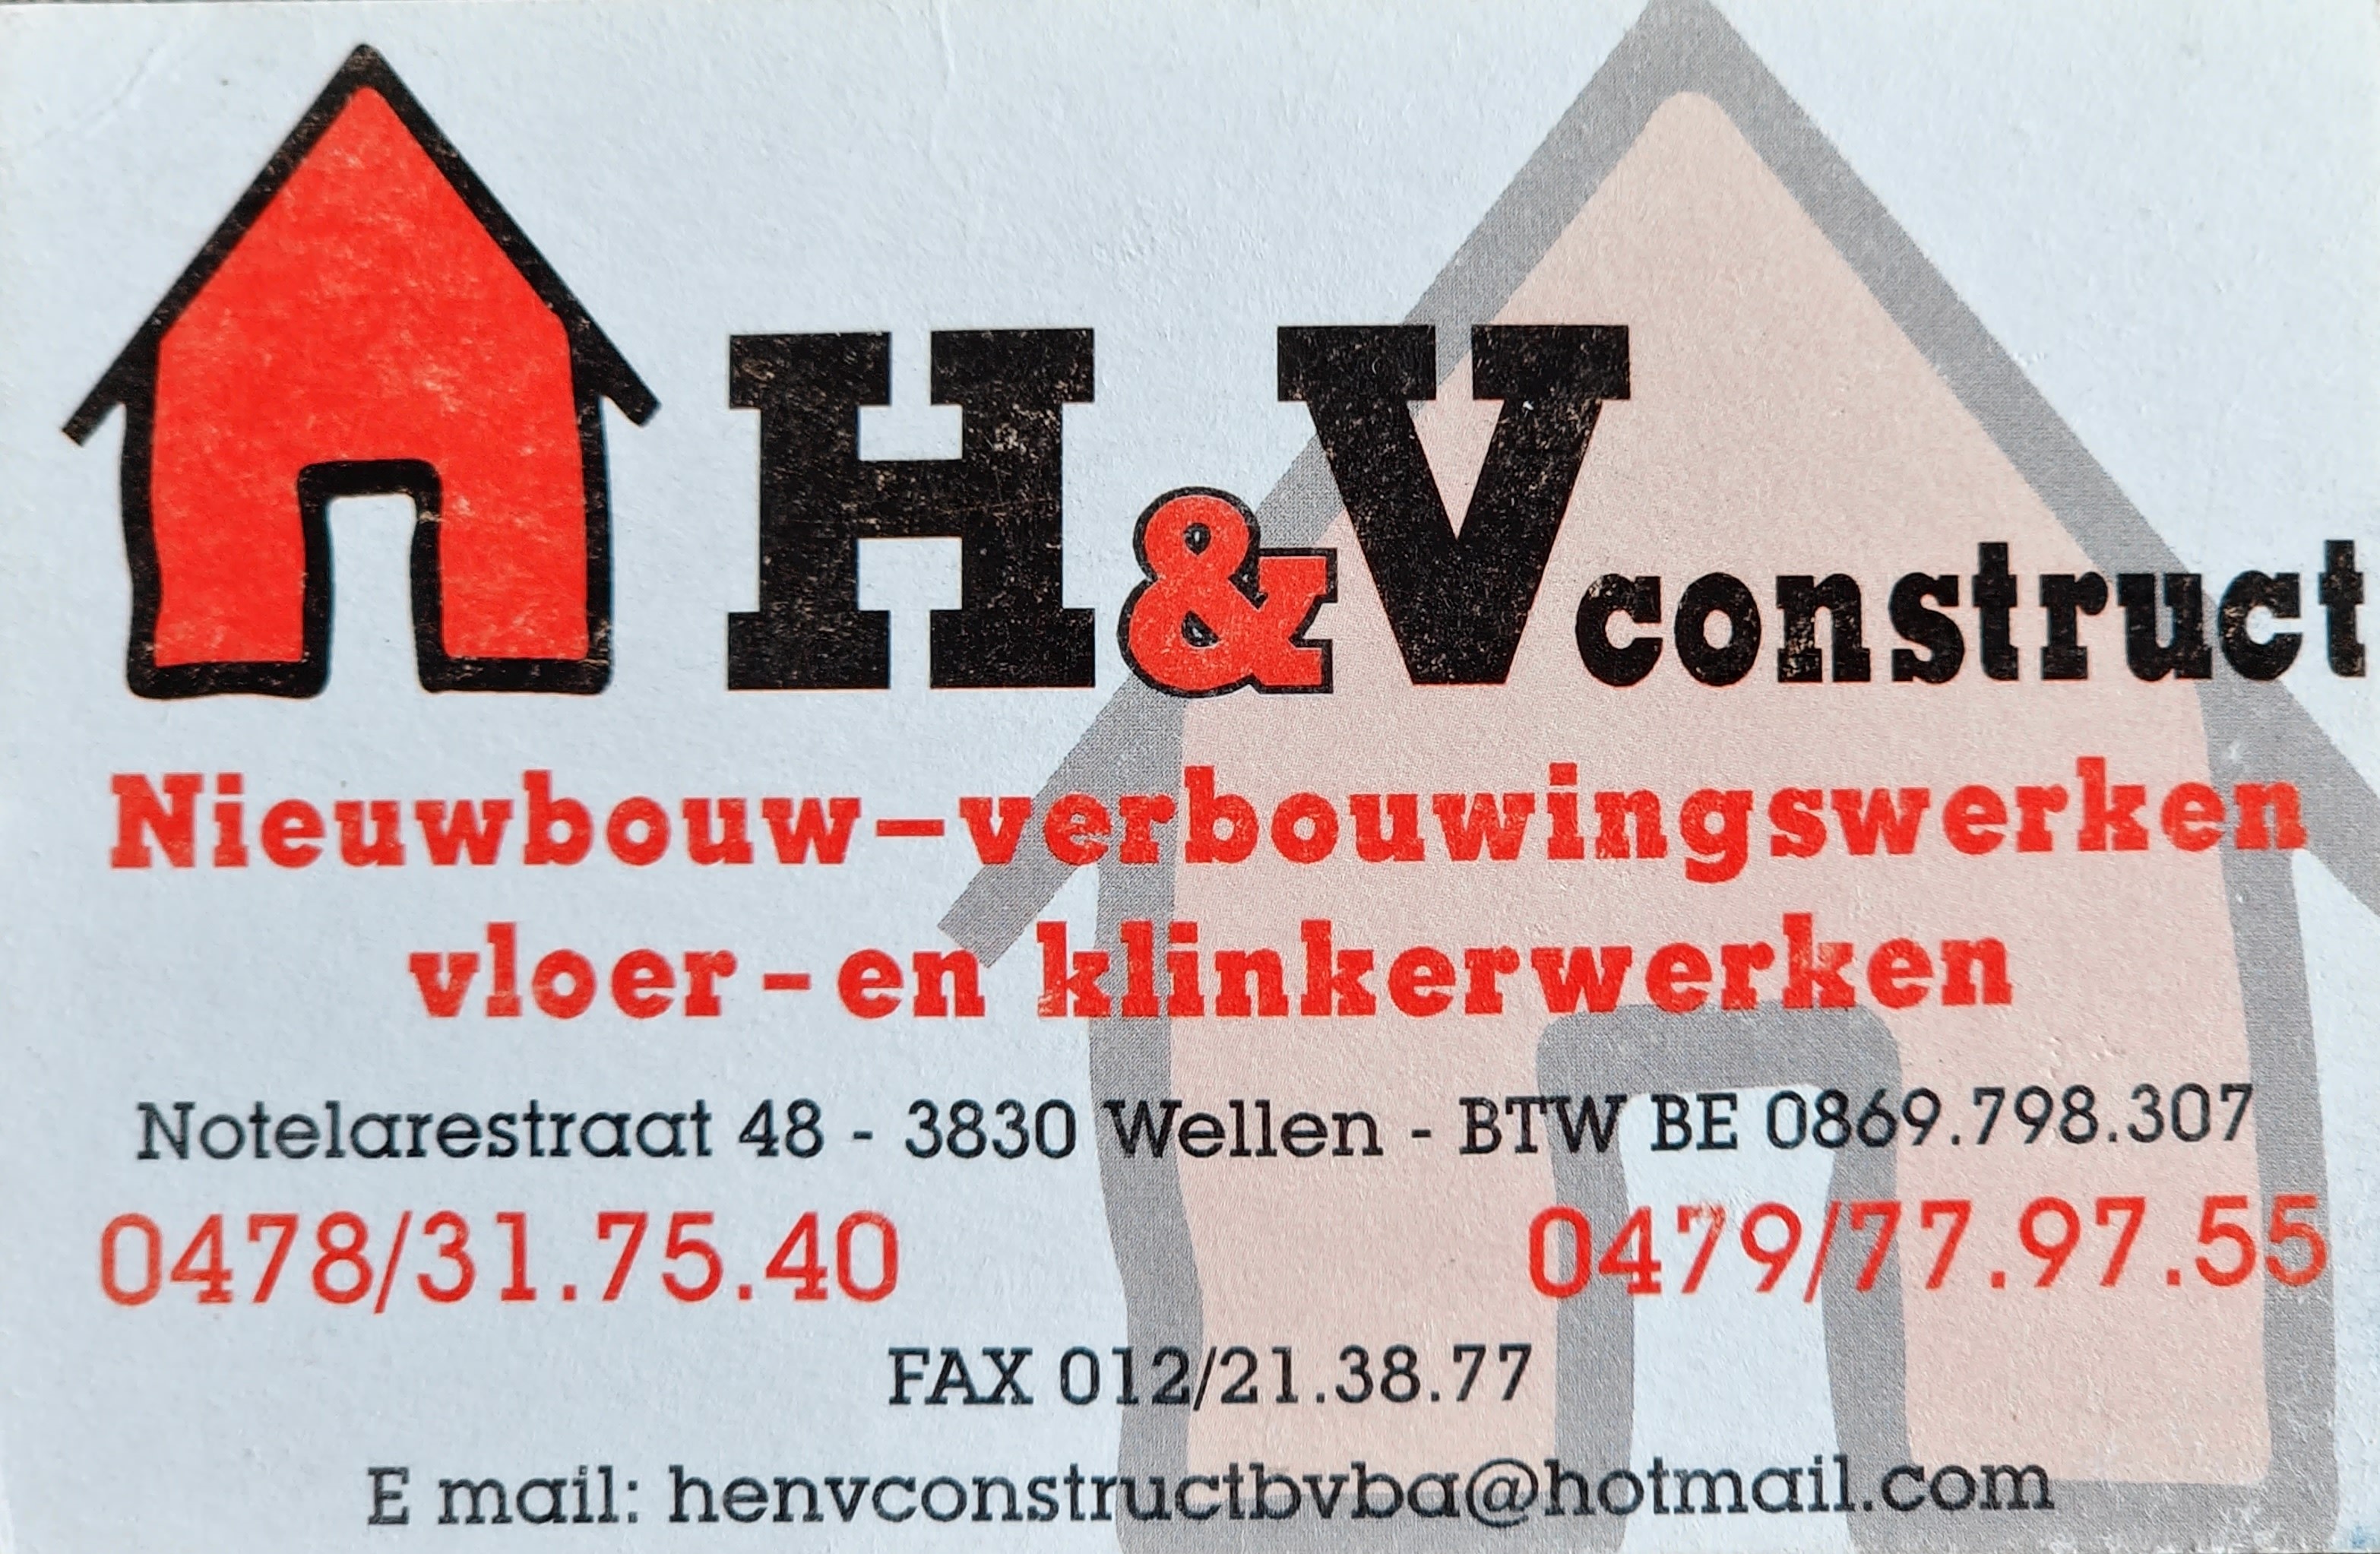 H&Vconstruct
Nieuwbouw-verbouwingswerken
vloer-en klinkerwerken
Notelarestraat 48 - 3830 Wellen - BTW BE 0869.798.307
0478/31.75.40 0479/77.97.55
FAX 012/21.38.77
E mail: henvconstructbvba@hotmail.com